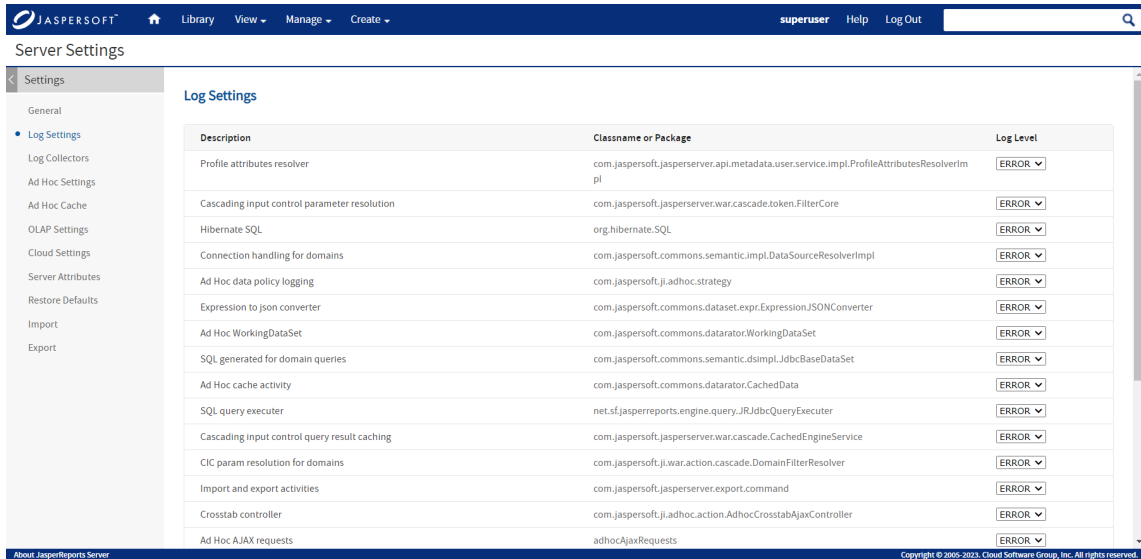 JASPERSOFT™ Library View Manage Create superuser Help Log Out
Server Settings
Settings
General
Log Settings
Log Collectors
Ad Hoc Settings
Ad Hoc Cache
OLAP Settings
Cloud Settings
Server Attributes
Restore Defaults
Import
Export
Log Settings
Description Classname or Package Log Level
Profile attributes resolver com.jaspersoft.jasperserver.api.metadata.user.service.impl.ProfileAttributesResolverIm ERROR
pl
Cascading input control parameter resolution com.jaspersoft.jasperserver.war.cascade.token.FilterCore ERROR
Hibernate SQL org.hibernate.SQL ERROR
Connection handling for domains com.jaspersoft.commons.semantic.impl.DataSourceResolverImpl ERROR
Ad Hoc data policy logging com.jaspersoft.ji.adhoc.strategy ERROR
Expression to json converter com.jaspersoft.commons.dataset.expr.ExpressionJSONConverter ERROR
Ad Hoc WorkingDataSet com.jaspersoft.commons.datarator.WorkingDataSet ERROR
SQL generated for domain queries com.jaspersoft.commons.semantic.dsimpl.JdbcBaseDataSet ERROR
Ad Hoc cache activity com.jaspersoft.commons.datarator.CachedData ERROR
SQL query executer net.sf.jasperreports.engine.query.JRJdbcQueryExecuter ERROR
Cascading input control query result caching com.jaspersoft.jasperserver.war.cascade.CachedEngineService ERROR
CIC param resolution for domains com.jaspersoft.ji.war.action.cascade.DomainFilterResolver ERROR
Import and export activities com.jaspersoft.jasperserver.export.command ERROR
Crosstab controller com.jaspersoft.ji.adhoc.action.AdhocCrosstabAjaxController ERROR
Ad Hoc AJAX requests adhocAjaxRequests ERROR
About JasperReports Server Copyright © 2005-2023. Cloud Software Group, Inc. All rights reserved.